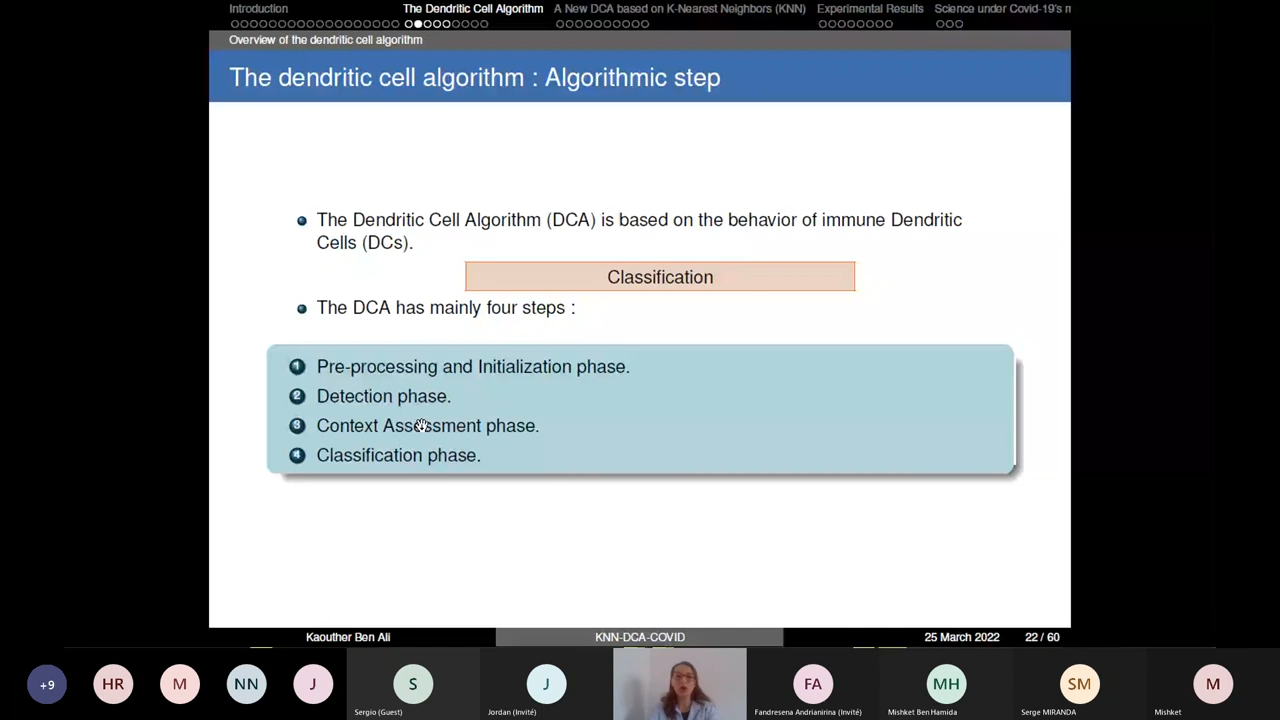 Introduction
The Dendritic Cell Algorithm
A New DCA based on K-Nearest Neighbors (KNN)
Experimental Results
Science under Covid-19's
Overview of the dendritic cell algorithm
The dendritic cell algorithm : Algorithmic step
The Dendritic Cell Algorithm (DCA) is based on the behavior of immune Dendritic
Cells (DCs).
Classification
The DCA has mainly four steps :
1 Pre-processing and Initialization phase.
2 Detection phase.
3 Context Assessment phase.
4 Classification phase.
Kaouther Ben Ali
KNN-DCA-COVID
25 March 2022
22 / 60
+9
HR
M
NN
J
S
Sergio (Guest)
J
Jordan (Invité)
FA
Fandresena Andrianirina (Invité)
MH
Mishket Ben Hamida
SM
Serge MIRANDA
M
Mishket